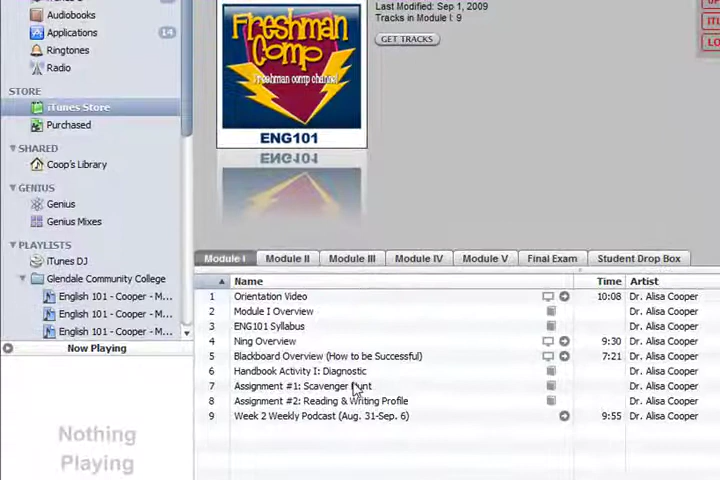 Audiobooks
Applications 14
Ringtones
Radio
STORE
iTunes Store
Purchased
SHARED
Coop's Library
GENIUS
Genius
Genius Mixes
PLAYLISTS
iTunes DJ
Glendale Community College
English 101 - Cooper - M...
English 101 - Cooper - M...
English 101 - Cooper - M...
Now Playing
Nothing
Playing
Freshman
Comp
Freshman comp channel
ENG101
Last Modified: Sep 1, 2009
Tracks in Module I: 9
GET TRACKS
Module I Module II Module III Module IV Module V Final Exam Student Drop Box
Name Time Artist
1 Orientation Video 10:08 Dr. Alisa Cooper
2 Module I Overview Dr. Alisa Cooper
3 ENG101 Syllabus Dr. Alisa Cooper
4 Ning Overview 9:30 Dr. Alisa Cooper
5 Blackboard Overview (How to be Successful) 7:21 Dr. Alisa Cooper
6 Handbook Activity I: Diagnostic Dr. Alisa Cooper
7 Assignment #1: Scavenger Hunt Dr. Alisa Cooper
8 Assignment #2: Reading & Writing Profile Dr. Alisa Cooper
9 Week 2 Weekly Podcast (Aug. 31-Sep. 6) 9:55 Dr. Alisa Cooper